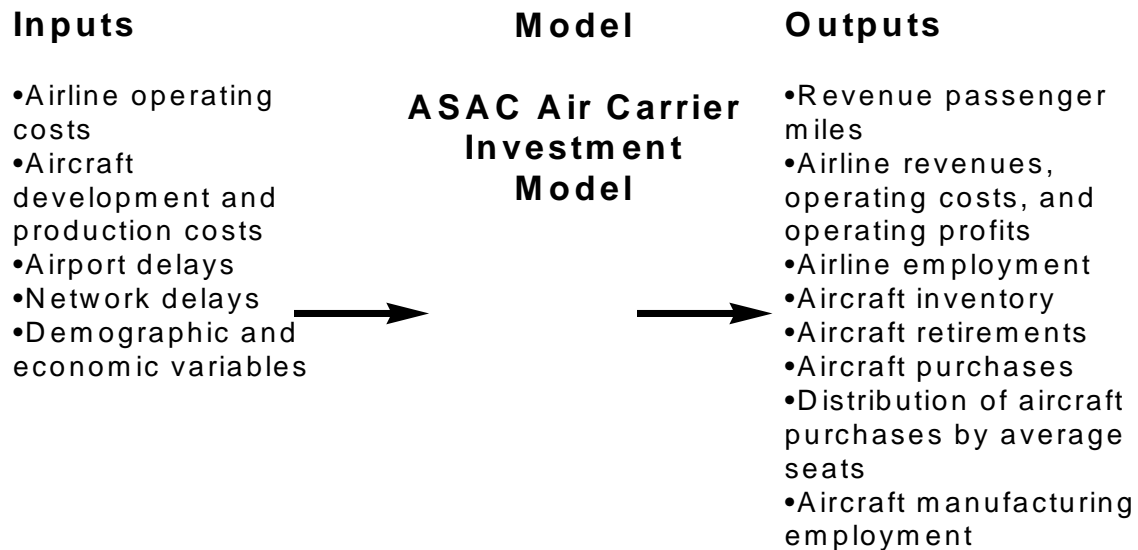 Inputs
•Airline operating
costs
•Aircraft
development and
production costs
•Airport delays
•Network delays
•Demographic and
economic variables
Model
ASAC Air Carrier
Investment
Model
Outputs
•Revenue passenger
miles
•Airline revenues,
operating costs, and
operating profits
•Airline employment
•Aircraft inventory
•Aircraft retirements
•Aircraft purchases
•Distribution of aircraft
purchases by average
seats
•Aircraft manufacturing
employment